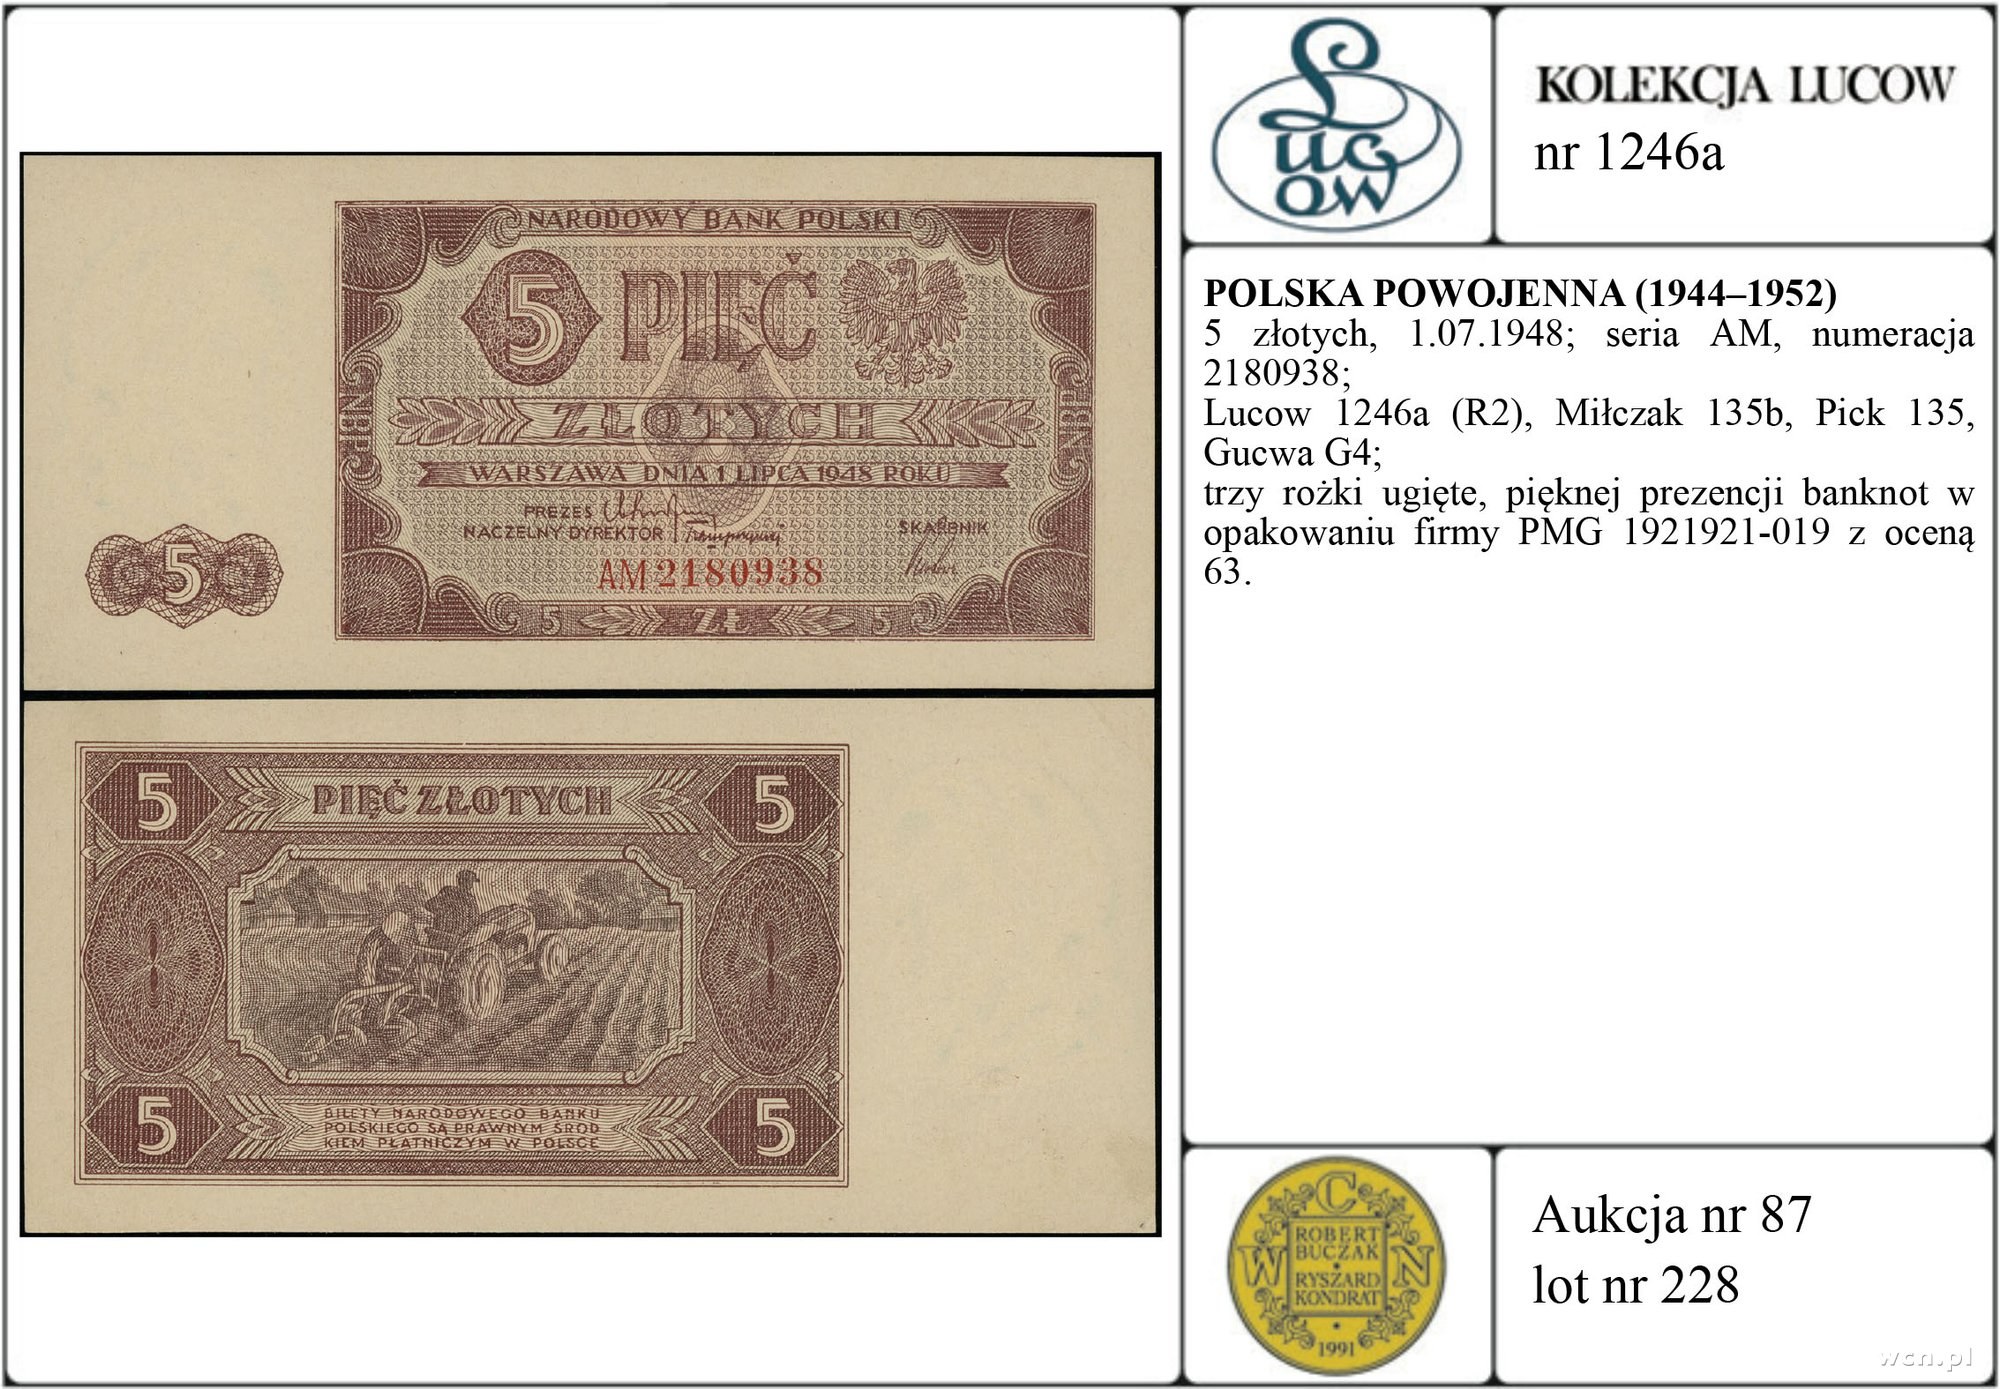 NARODOWY BANK POLSKI
5 PIĘĆ
ZŁOTYCH
NBP
NBP
WARSZAWA DNIA 1 LIPCA 1948 ROKU
PREZES
NACZELNY DYREKTOR
SKARBNIK
AM 2180938
5
5 ZŁ 5
5 PIĘĆ ZŁOTYCH 5
BILETY NARODOWEGO BANKU
POLSKIEGO SĄ PRAWNYM ŚROD
KIEM PŁATNICZYM W POLSCE
5 5
Lucow
KOLEKCJA LUCOW
nr 1246a
POLSKA POWOJENNA (1944–1952)
5 złotych, 1.07.1948; seria AM, numeracja
2180938;
Lucow 1246a (R2), Miłczak 135b, Pick 135,
Gucwa G4;
trzy rożki ugięte, pięknej prezencji banknot w
opakowaniu firmy PMG 1921921-019 z oceną
63.
C
W N
ROBERT
BUCZAK
RYSZARD
KONDRAT
1991
Aukcja nr 87
lot nr 228
wcn.pl